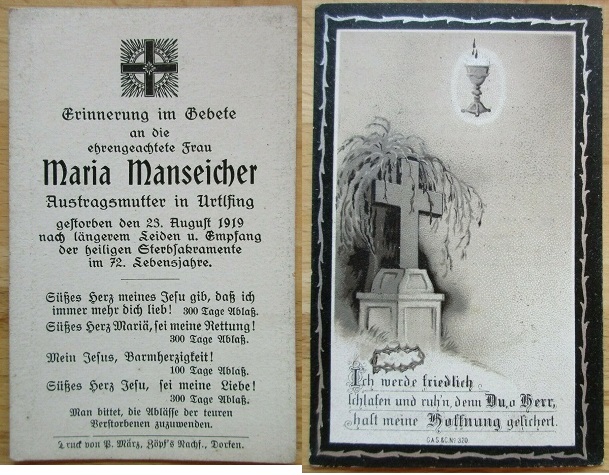 Erinnerung im Gebete
an die
ehrengeachtete Frau
Maria Manseicher
Austragsmutter in Urtlfing
gestorben den 23. August 1919
nach längerem Leiden u. Empfang
der heiligen Sterbsakramente
im 72. Lebensjahre.
Süßes Herz meines Jesu gib, daß ich
immer mehr dich lieb! 300 Tage Ablaß.
Süßes Herz Mariä, sei meine Rettung!
300 Tage Ablaß.
Mein Jesus, Barmherzigkeit!
100 Tage Ablaß.
Süßes Herz Jesu, sei meine Liebe!
300 Tage Ablaß.
Man bittet, die Ablässe der teuren
Verstorbenen zuzuwenden.
Druck von P. März, Zöpf's Nachf., Dorfen.
Ich werde friedlich
schlafen und ruh'n, denn Du, o Herr,
hast meine Hoffnung gesichert.